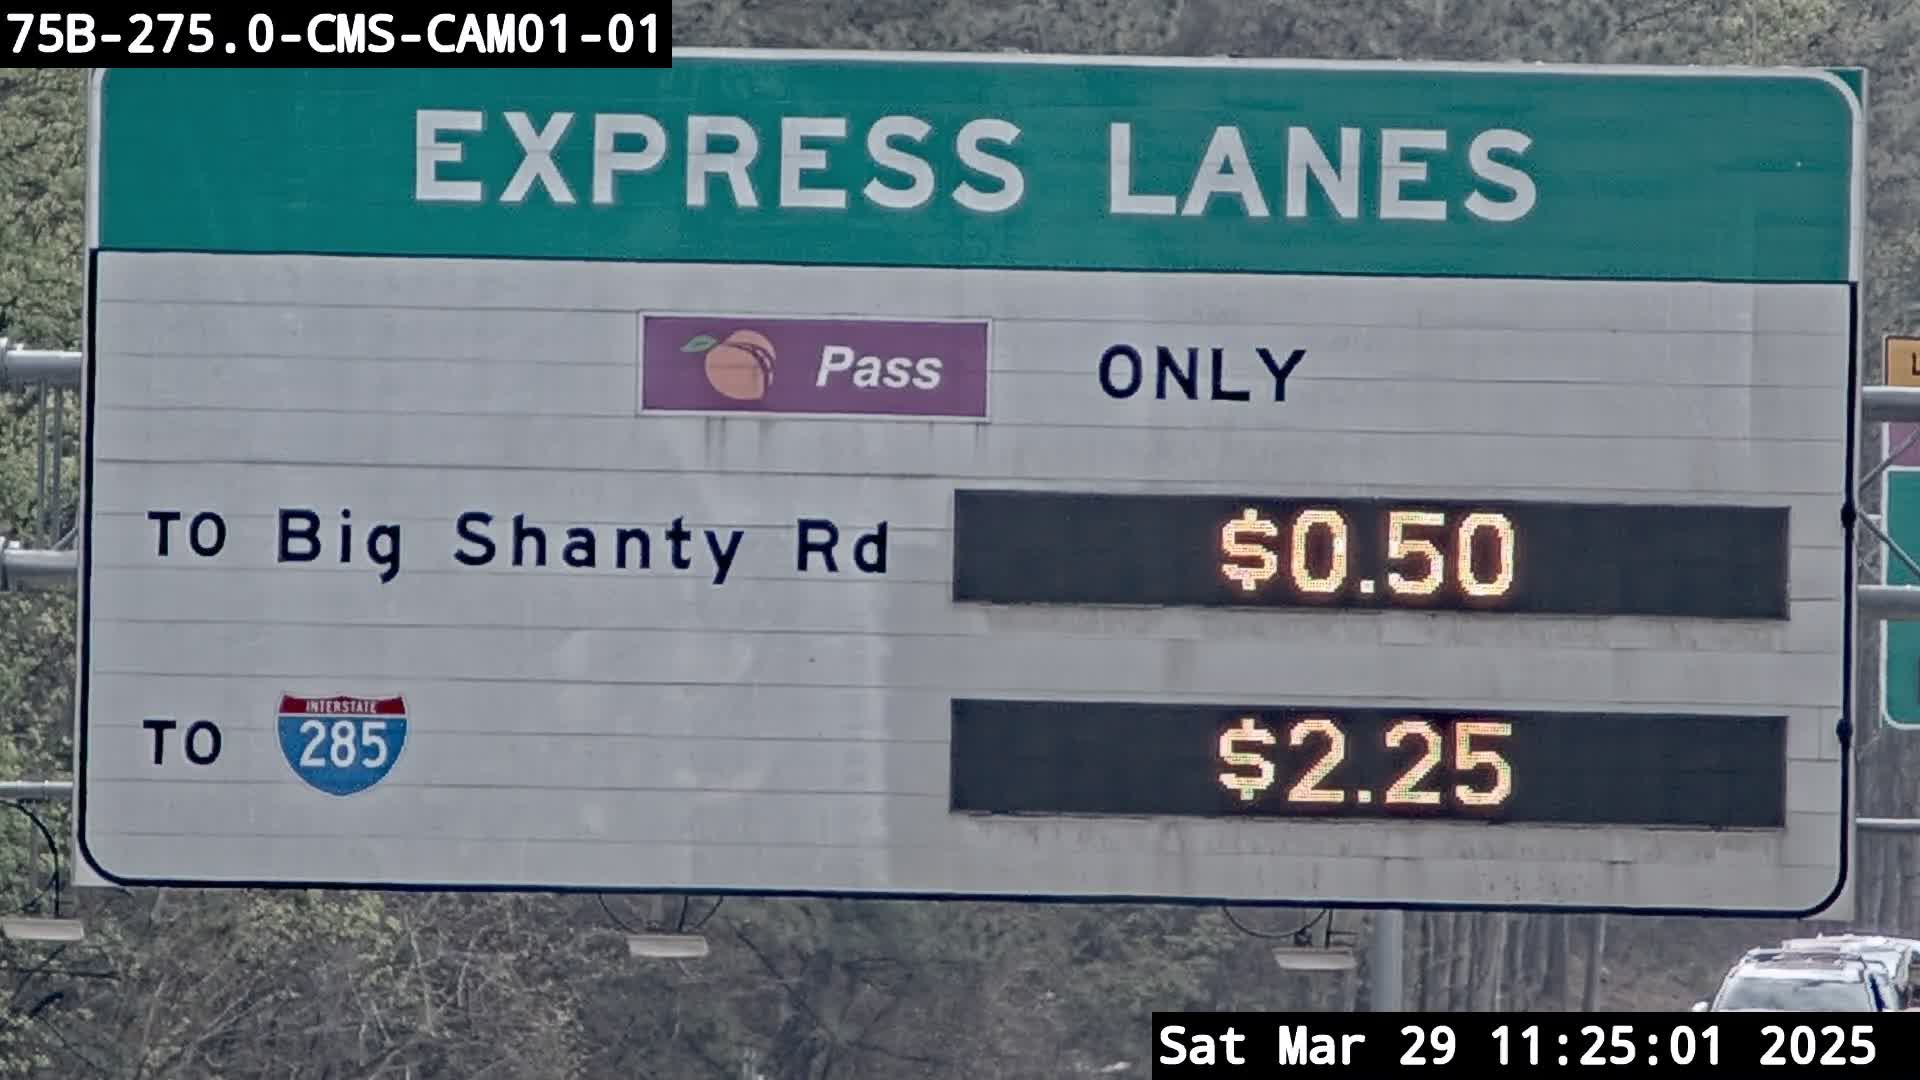 75B-275.0-CMS-CAM01-01
EXPRESS LANES
Pass ONLY
TO Big Shanty Rd $0.50
TO INTERSTATE 285 $2.25
Sat Mar 29 11:25:01 2025